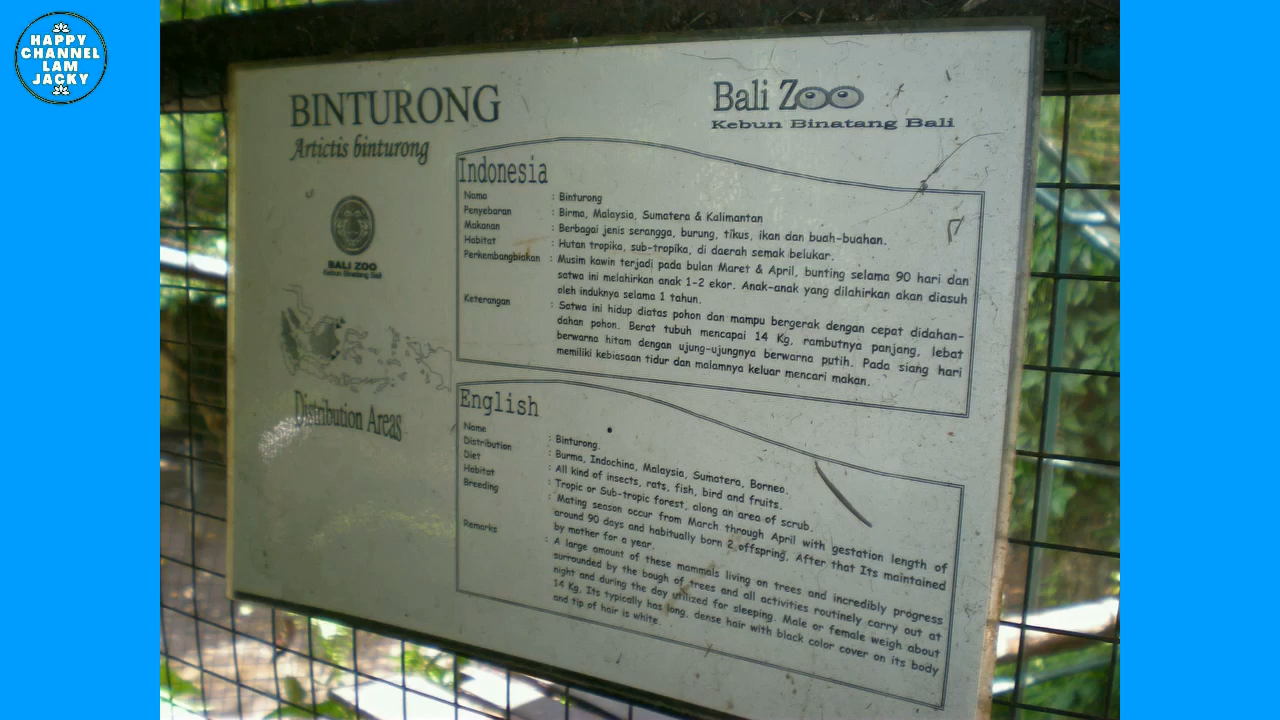 HAPPY
CHANNEL
LAM
JACKY
BINTURONG
Artictis binturong
Bali Zoo
Kebun Binatang Bali
BALI ZOO
Kebun Binatang Bali
Distribution Areas
Indonesia
Nama : Binturong
Penyebaran : Birma, Malaysia, Sumatera & Kalimantan
Makanan : Berbagai jenis serangga, burung, tikus, ikan dan buah-buahan.
Habitat : Hutan tropika, sub-tropika, di daerah semak belukar.
Perkembangbiakan : Musim kawin terjadi pada bulan Maret & April, bunting selama 90 hari dan
satwa ini melahirkan anak 1-2 ekor. Anak-anak yang dilahirkan akan diasuh
oleh induknya selama 1 tahun.
Keterangan : Satwa ini hidup diatas pohon dan mampu bergerak dengan cepat didahan-
dahan pohon. Berat tubuh mencapai 14 Kg, rambutnya panjang, lebat
berwarna hitam dengan ujung-ujungnya berwarna putih. Pada siang hari
memiliki kebiasaan tidur dan malamnya keluar mencari makan.
English
Name : Binturong.
Distribution : Burma, Indochina, Malaysia, Sumatera, Borneo.
Diet : All kind of insects, rats, fish, bird and fruits.
Habitat : Tropic or Sub-tropic forest, along an area of scrub.
Breeding : Mating season occur from March through April with gestation length of
around 90 days and habitually born 2 offspring, After that Its maintained
by mother for a year.
Remarks : A large amount of these mammals living on trees and incredibly progress
surrounded by the bough of trees and all activities routinely carry out at
night and during the day utilized for sleeping. Male or female weigh about
14 Kg, Its typically has long, dense hair with black color cover on its body
and tip of hair is white.